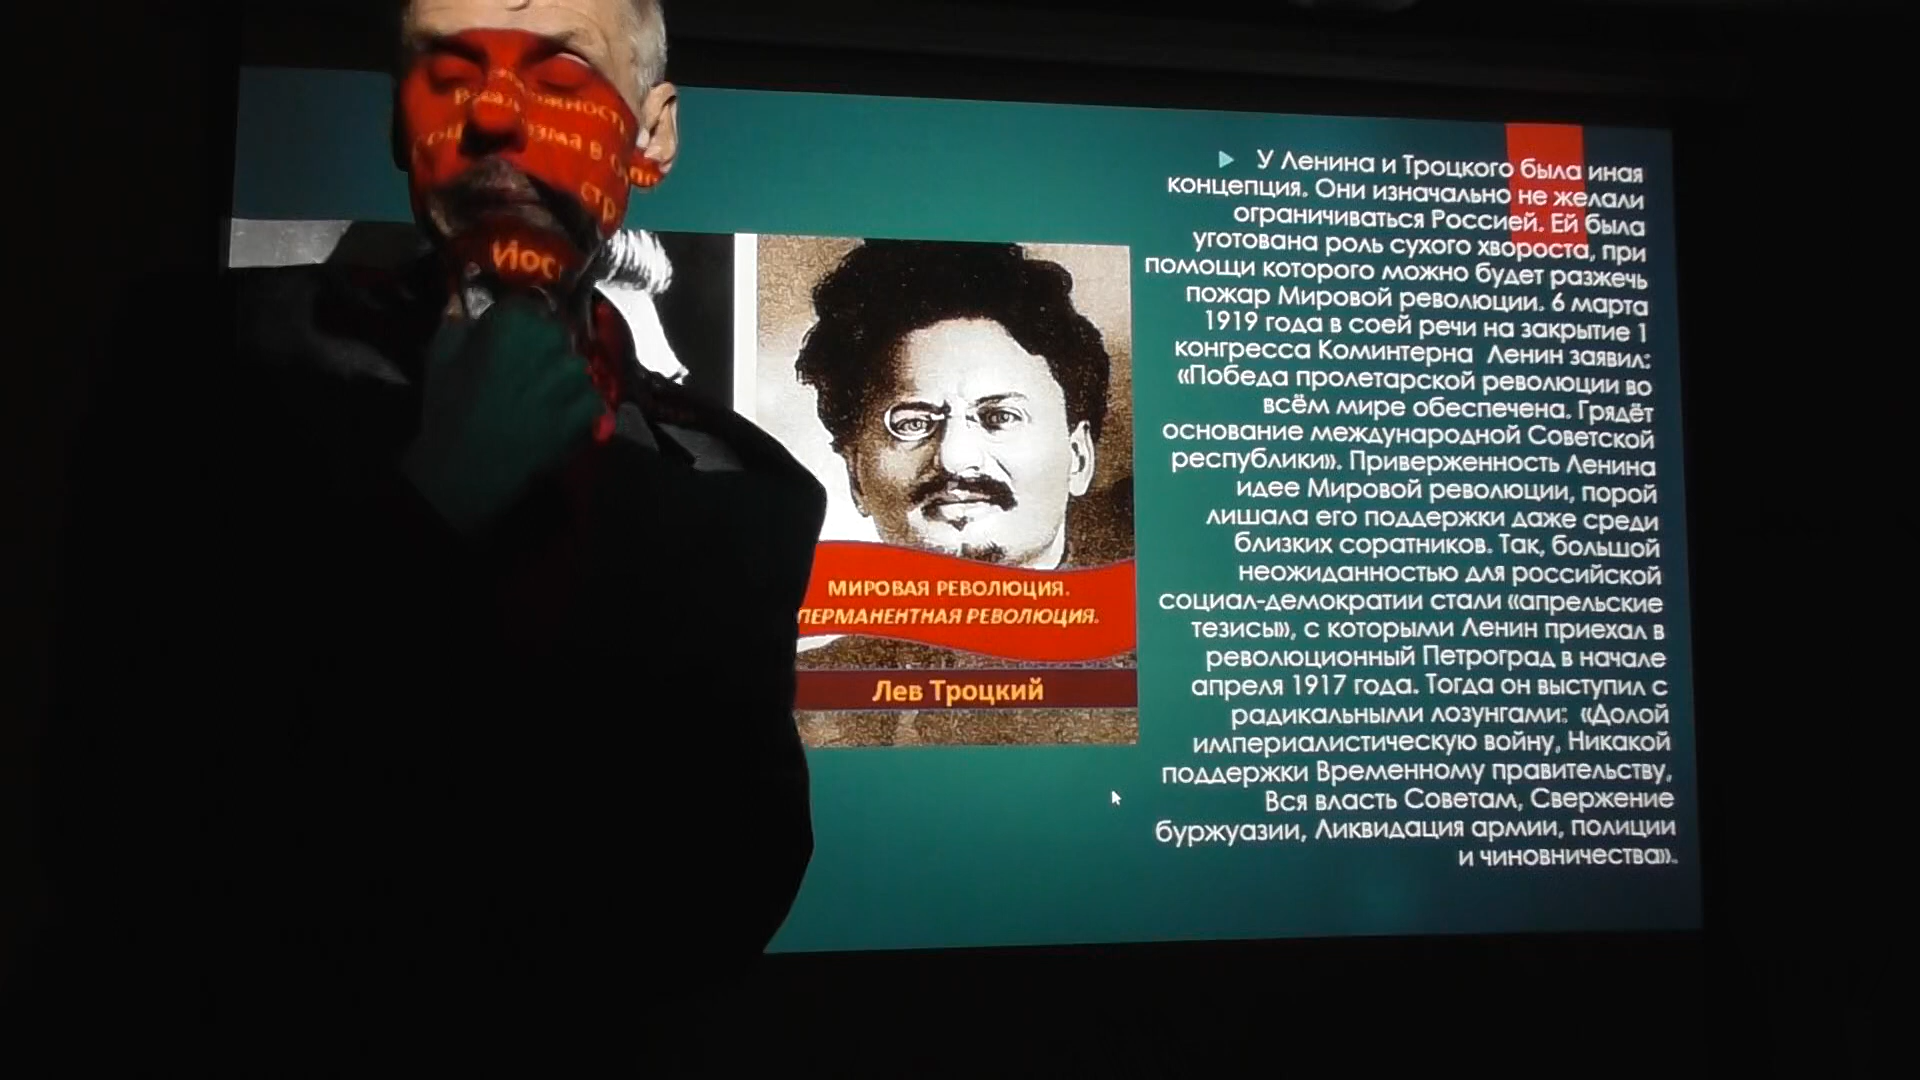 в
стр
Йос
МИРОВАЯ РЕВОЛЮЦИЯ.
ПЕРМАНЕНТНАЯ РЕВОЛЮЦИЯ.
Лев Троцкий
У Ленина и Троцкого была иная
концепция. Они изначально не желали
ограничиваться Россией. Ей была
уготована роль сухого хвороста, при
помощи которого можно будет разжечь
пожар Мировой революции. 6 марта
1919 года в соей речи на закрытие 1
конгресса Коминтерна Ленин заявил:
«Победа пролетарской революции во
всём мире обеспечена. Грядёт
основание международной Советской
республики». Приверженность Ленина
идее Мировой революции, порой
лишала его поддержки даже среди
близких соратников. Так, большой
неожиданностью для российской
социал-демократии стали «апрельские
тезисы», с которыми Ленин приехал в
революционный Петроград в начале
апреля 1917 года. Тогда он выступил с
радикальными лозунгами: «Долой
империалистическую войну, Никакой
поддержки Временному правительству,
Вся власть Советам, Свержение
буржуазии, Ликвидация армии, полиции
и чиновничества».